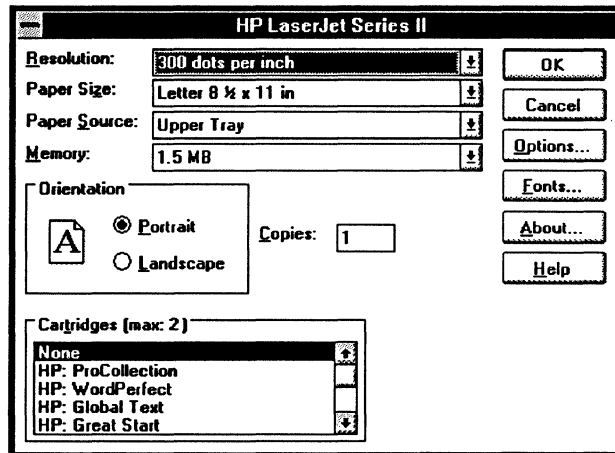 HP LaserJet Series II
Resolution: 300 dots per inch
Paper Size: Letter 8 ½ x 11 in
Paper Source: Upper Tray
Memory: 1.5 MB
OK
Cancel
Options...
Fonts...
About...
Help
Orientation
A
Portrait
Landscape
Copies: 1
Cartridges (max: 2)
None
HP: ProCollection
HP: WordPerfect
HP: Global Text
HP: Great Start